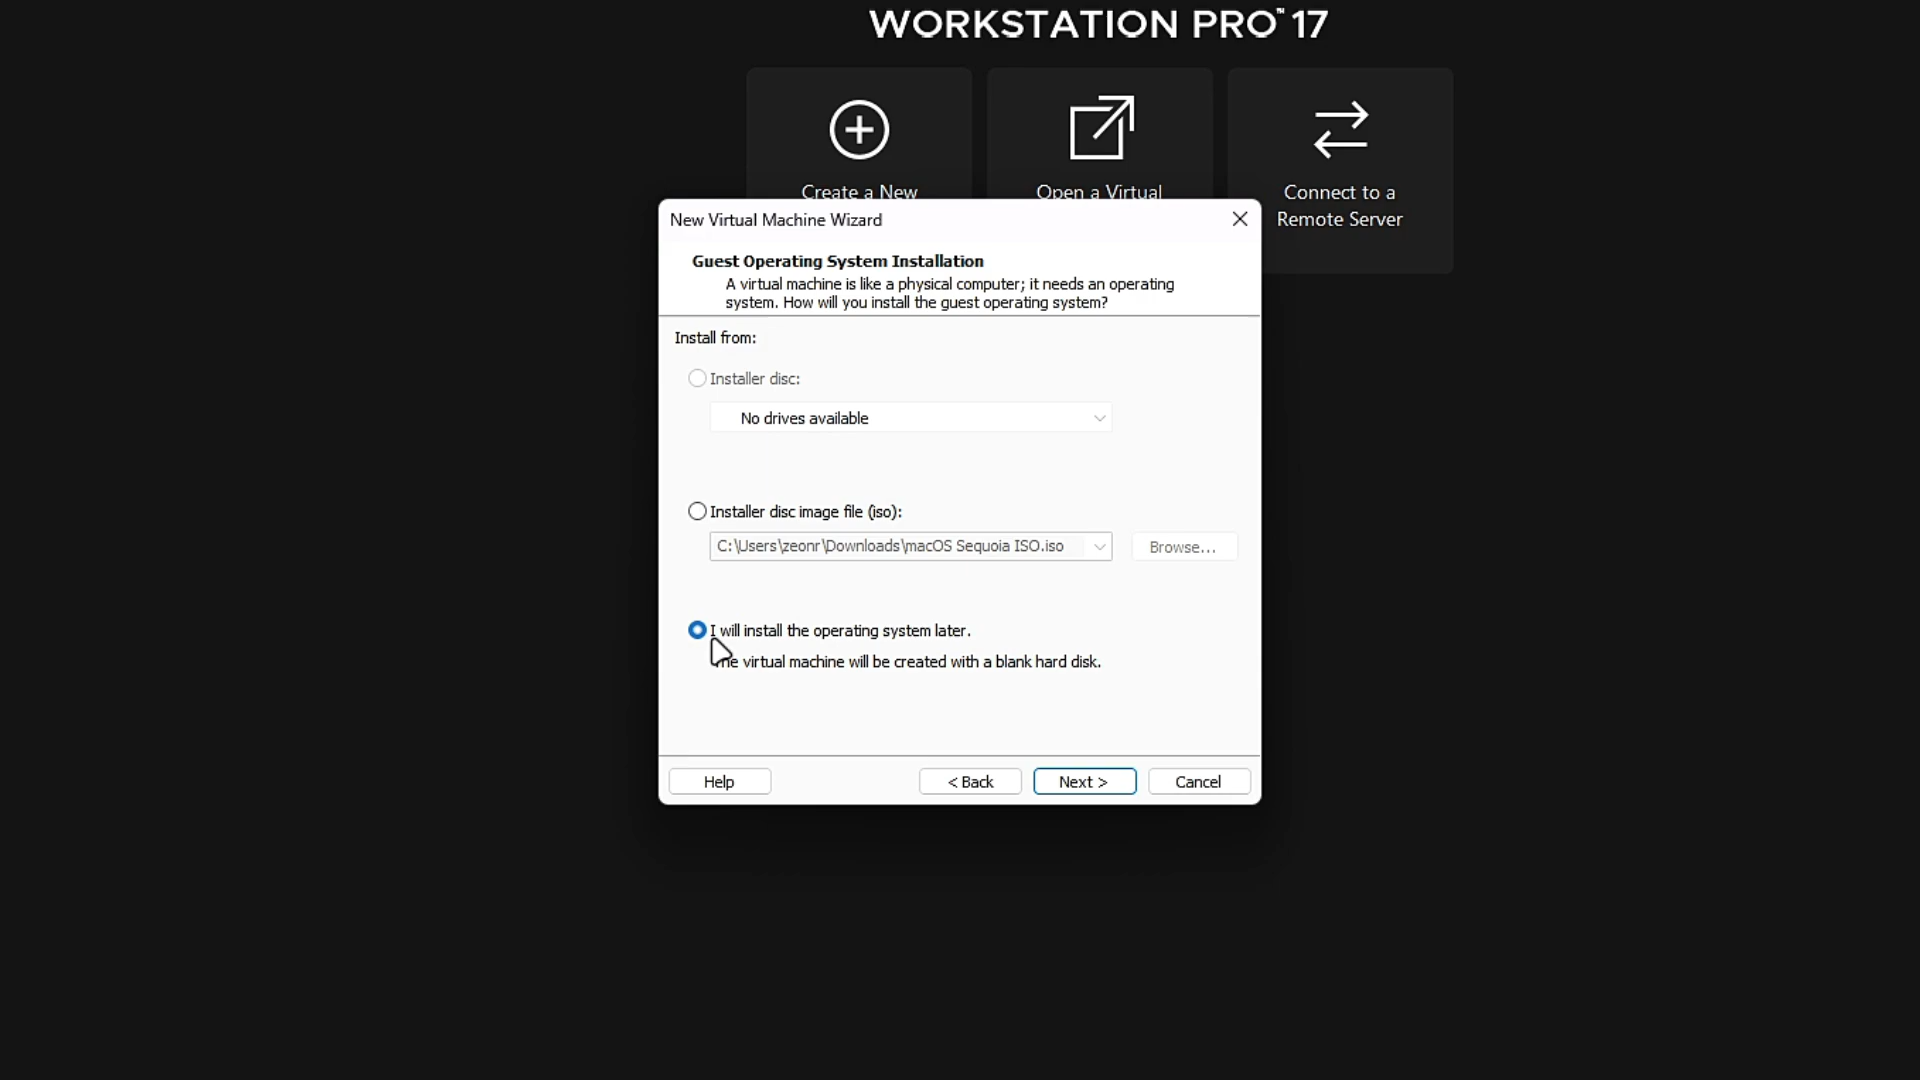 WORKSTATION PRO™ 17
Create a New
Open a Virtual
Connect to a
Remote Server
New Virtual Machine Wizard
Guest Operating System Installation
A virtual machine is like a physical computer; it needs an operating
system. How will you install the guest operating system?
Install from:
Installer disc:
No drives available
Installer disc image file (iso):
C:\Users\zeonr\Downloads\macOS Sequoia ISO.iso
Browse...
I will install the operating system later.
The virtual machine will be created with a blank hard disk.
Help
< Back
Next >
Cancel